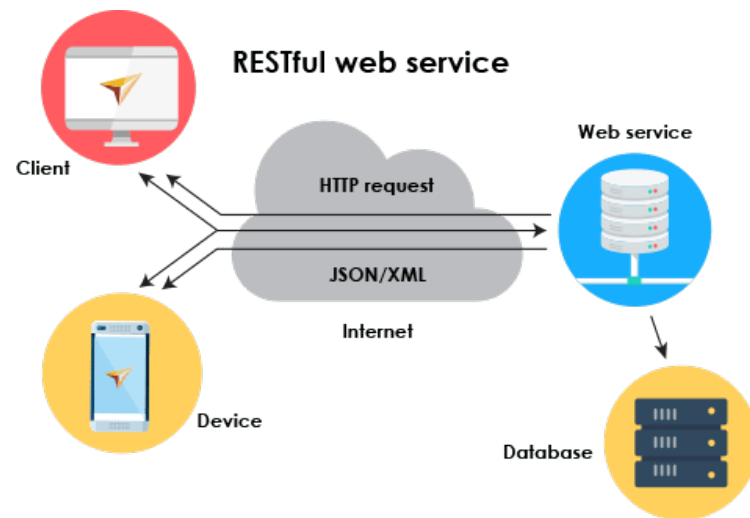 RESTful web service
Web service
Client
HTTP request
JSON/XML
Internet
Device
Database